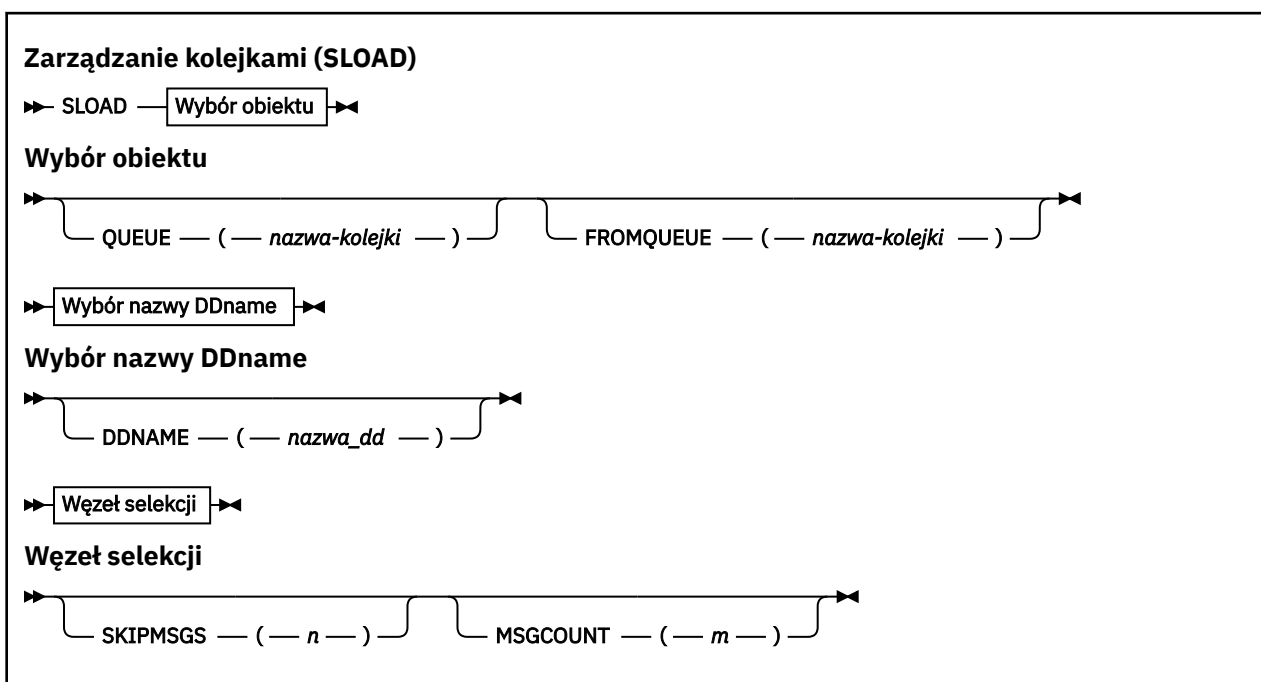 Zarządzanie kolejkami (SLOAD)
SLOAD Wybór obiektu
Wybór obiektu
QUEUE ( nazwa-kolejki ) FROMQUEUE ( nazwa-kolejki )
Wybór nazwy DDname
Wybór nazwy DDname
DDNAME ( nazwa_dd )
Węzeł selekcji
Węzeł selekcji
SKIPMSGS ( n ) MSGCOUNT ( m )